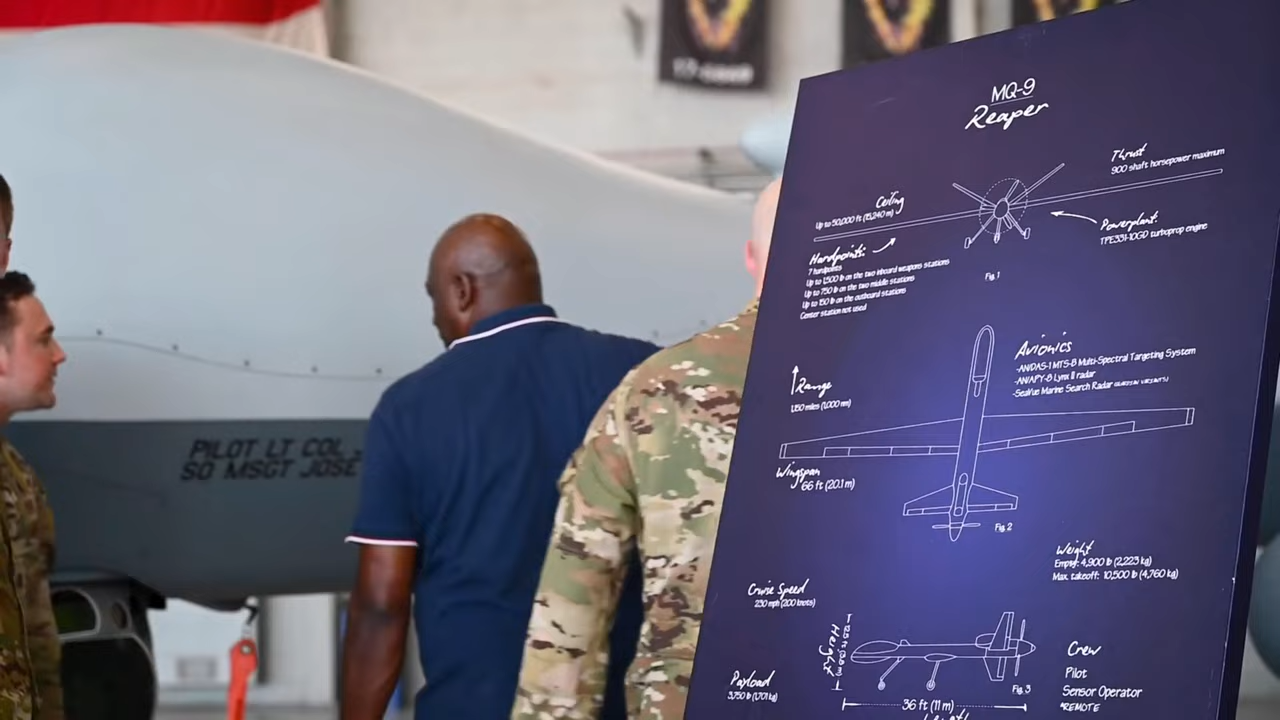 PILOT LT COL
SO MSGT JOSE
MQ-9
Reaper
Thrust
900 shaft horsepower maximum
Ceiling
Up to 50,000 ft (15,240 m)
Powerplant:
TPE331-10GD turboprop engine
Hardpoints:
7 hardpoints
Up to 1,500 lb on the two inboard weapons stations
Up to 750 lb on the two middle stations
Up to 150 lb on the outboard stations
Center station not used
Fig. 1
Avionics
-AN/DAS-1 MTS-B Multi-Spectral Targeting System
-AN/APY-8 Lynx II radar
-SeaVue Marine Search Radar
Range
1,150 miles (1,000 nm)
Wingspan
66 ft (20.1 m)
Fig. 2
Weight
Empty: 4,900 lb (2,223 kg)
Max. takeoff: 10,500 lb (4,760 kg)
Cruise Speed
230 mph (200 knots)
Height
Crew
Pilot
Sensor Operator
*REMOTE
Payload
3,750 lb (1,701 kg)
Fig. 3
36 ft (11 m)
Length